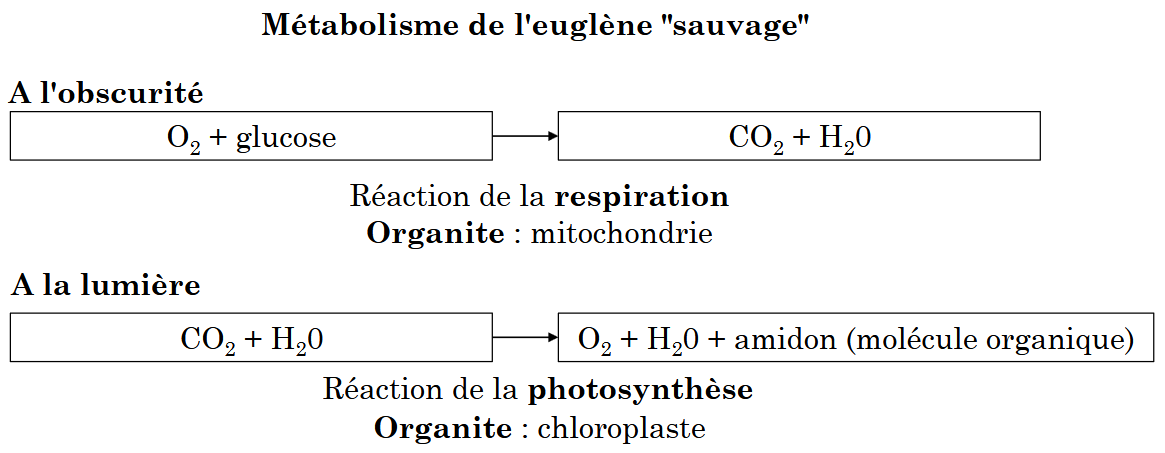 Métabolisme de l'euglène "sauvage"
A l'obscurité
O₂ + glucose
CO₂ + H₂0
Réaction de la respiration
Organite : mitochondrie
A la lumière
CO₂ + H₂0
O₂ + H₂0 + amidon (molécule organique)
Réaction de la photosynthèse
Organite : chloroplaste